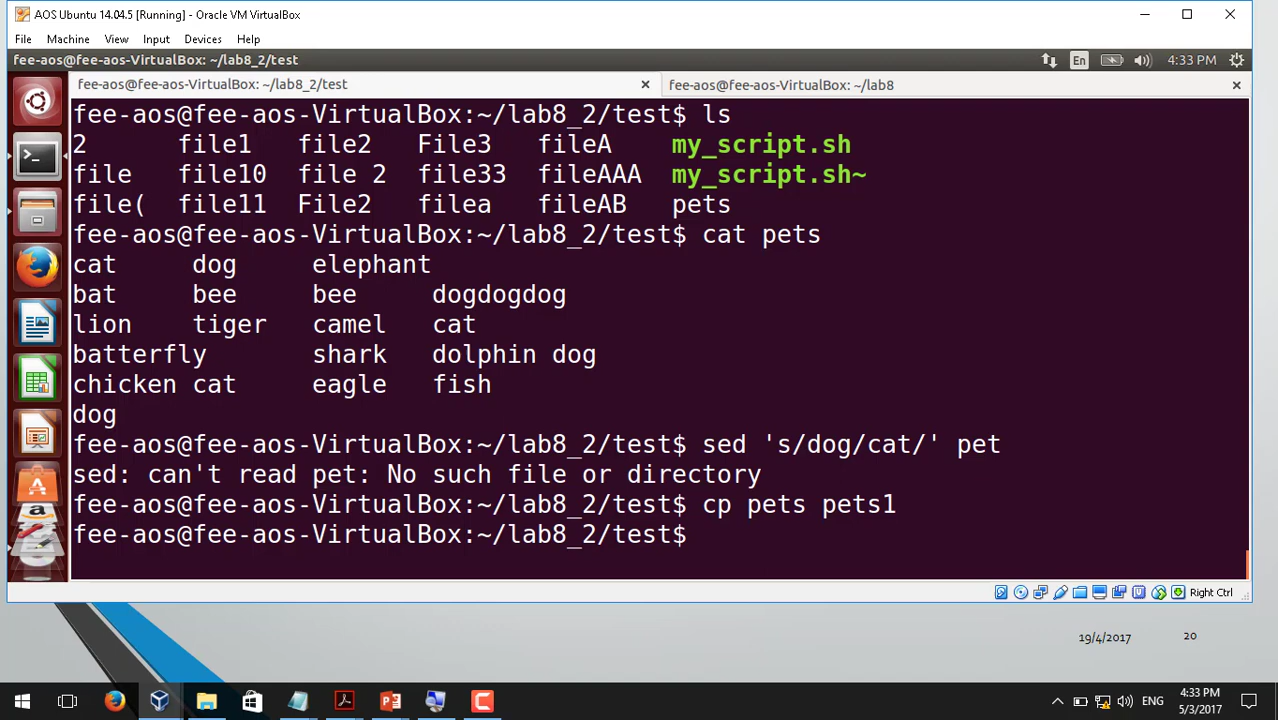 AOS Ubuntu 14.04.5 [Running] - Oracle VM VirtualBox
File Machine View Input Devices Help
fee-aos@fee-aos-VirtualBox: ~/lab8_2/test En 4:33 PM
fee-aos@fee-aos-VirtualBox: ~/lab8_2/test × fee-aos@fee-aos-VirtualBox: ~/lab8 ×
fee-aos@fee-aos-VirtualBox:~/lab8_2/test$ ls
2 file1 file2 File3 fileA my_script.sh
file file10 file 2 file33 fileAAA my_script.sh~
file( file11 File2 filea fileAB pets
fee-aos@fee-aos-VirtualBox:~/lab8_2/test$ cat pets
cat dog elephant
bat bee bee dogdogdog
lion tiger camel cat
batterfly shark dolphin dog
chicken cat eagle fish
dog
fee-aos@fee-aos-VirtualBox:~/lab8_2/test$ sed 's/dog/cat/' pet
sed: can't read pet: No such file or directory
fee-aos@fee-aos-VirtualBox:~/lab8_2/test$ cp pets pets1
fee-aos@fee-aos-VirtualBox:~/lab8_2/test$
Right Ctrl
19/4/2017 20
ENG 4:33 PM
5/3/2017